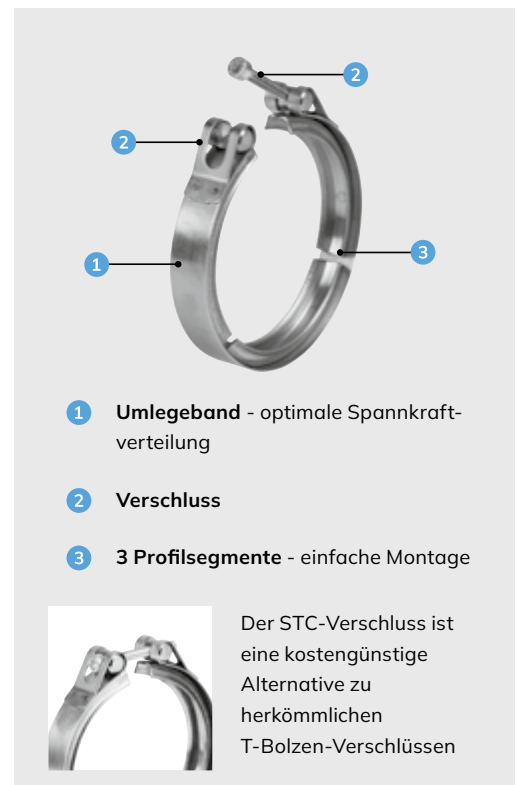 2
2
1
3
1 Umlegeband - optimale Spannkraft-
verteilung
2 Verschluss
3 3 Profilsegmente - einfache Montage
Der STC-Verschluss ist
eine kostengünstige
Alternative zu
herkömmlichen
T-Bolzen-Verschlüssen